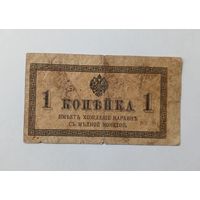 1 КОПѢЙКА 1
ИМѢЕТЪ ХОЖДЕНІЕ НАРАВНѢ
СЪ МѢДНОЙ МОНЕТОЙ.